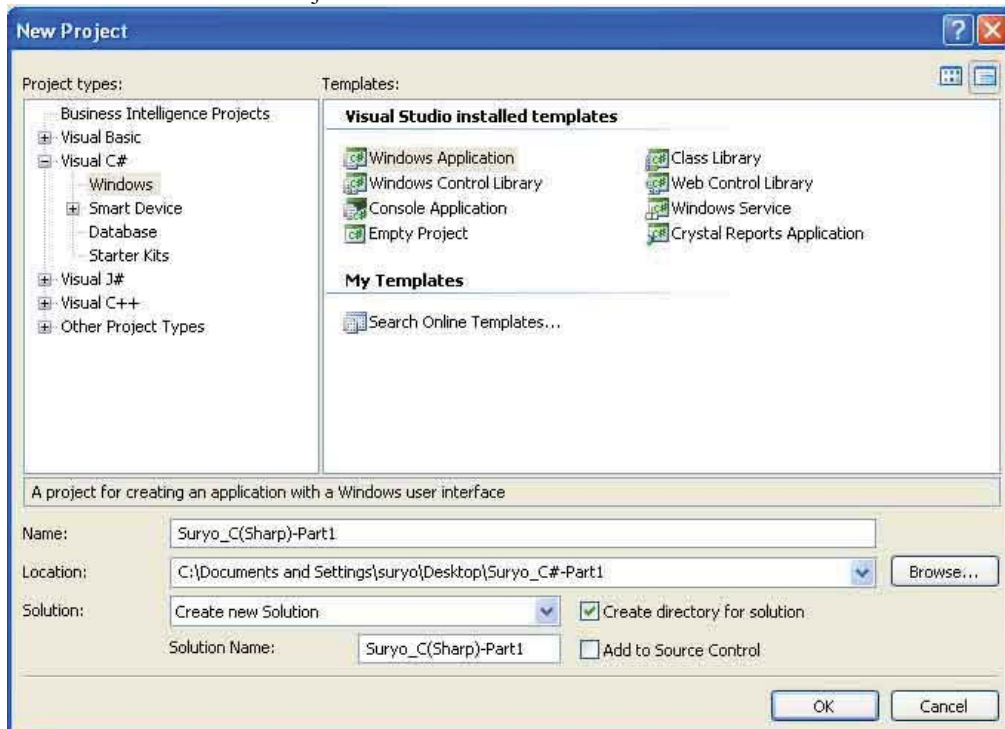 New Project
Project types:
Business Intelligence Projects
Visual Basic
Visual C#
Windows
Smart Device
Database
Starter Kits
Visual J#
Visual C++
Other Project Types
Templates:
Visual Studio installed templates
Windows Application
Windows Control Library
Console Application
Empty Project
Class Library
Web Control Library
Windows Service
Crystal Reports Application
My Templates
Search Online Templates...
A project for creating an application with a Windows user interface
Name: Suryo_C(Sharp)-Part1
Location: C:\Documents and Settings\suryo\Desktop\Suryo_C#-Part1 Browse...
Solution: Create new Solution Create directory for solution
Solution Name: Suryo_C(Sharp)-Part1 Add to Source Control
OK Cancel